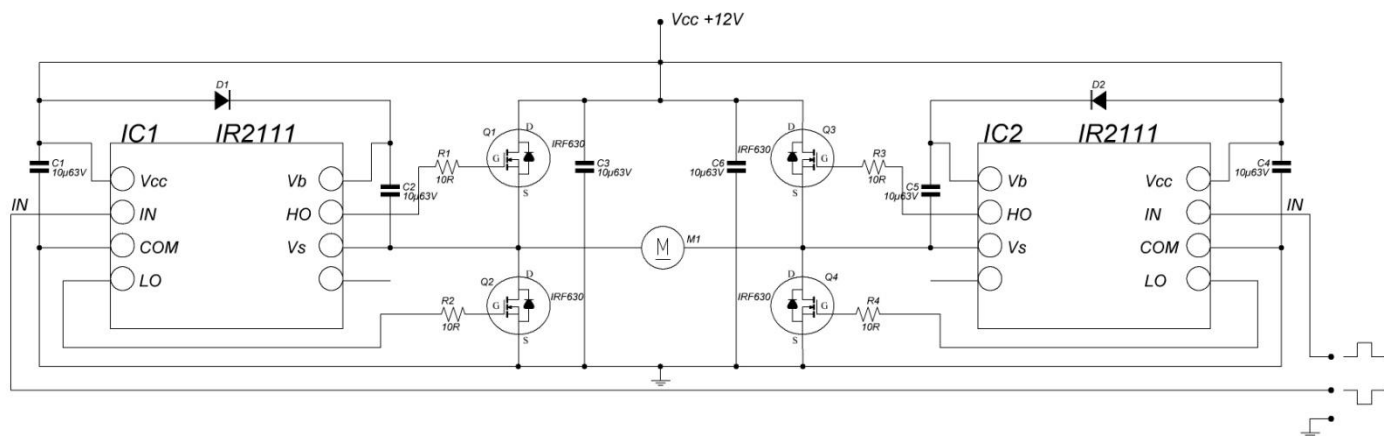 Vcc +12V
D1
D2
IC1 IR2111
IC2 IR2111
C1
10µ63V
Vcc
IN
COM
LO
Vb
HO
Vs
C2
10µ63V
R1
10R
Q1
IRF630
D
G
S
C3
10µ63V
C6
10µ63V
Q3
IRF630
D
G
S
R3
10R
C5
10µ63V
Vb
HO
Vs
Vcc
IN
COM
LO
C4
10µ63V
IN
IN
M
M1
R2
10R
Q2
IRF630
D
G
S
Q4
IRF630
D
G
S
R4
10R